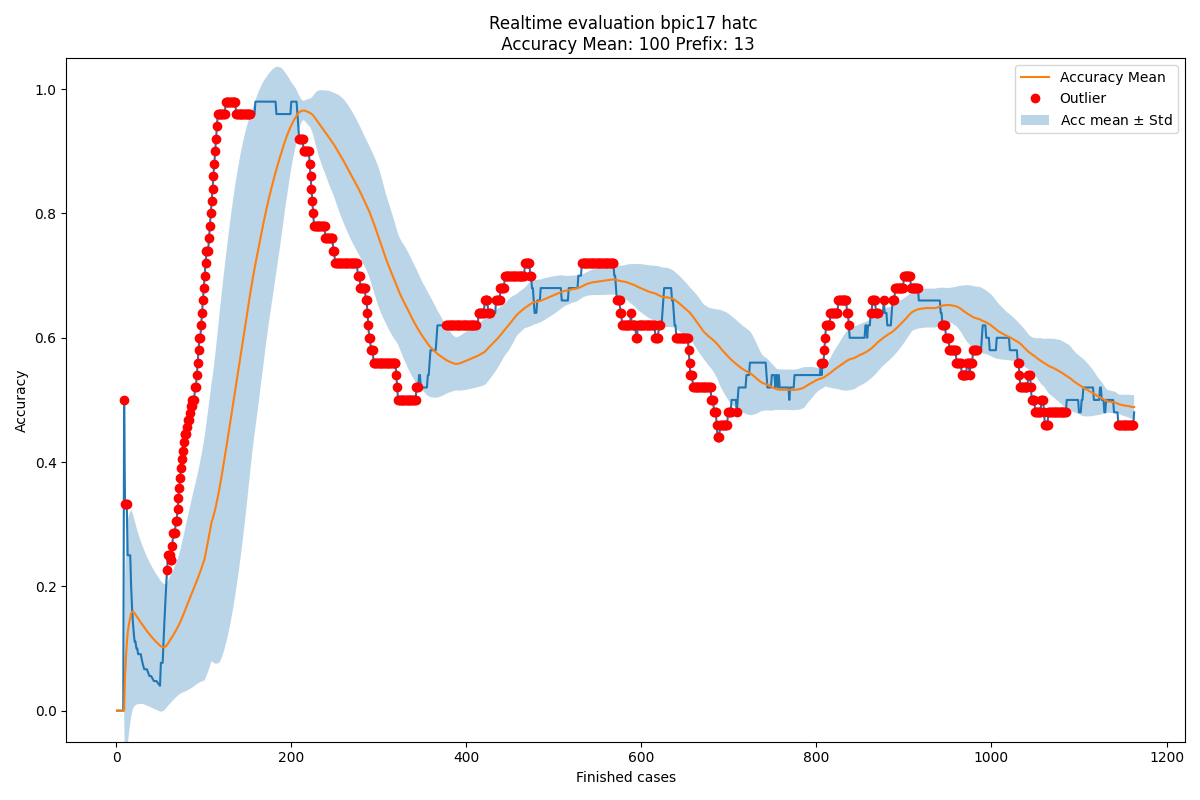 Realtime evaluation bpic17 hatc
Accuracy Mean: 100 Prefix: 13
Accuracy Mean
Outlier
Acc mean ± Std
1.0
0.8
0.6
0.4
0.2
0.0
Accuracy
0
200
400
600
800
1000
1200
Finished cases